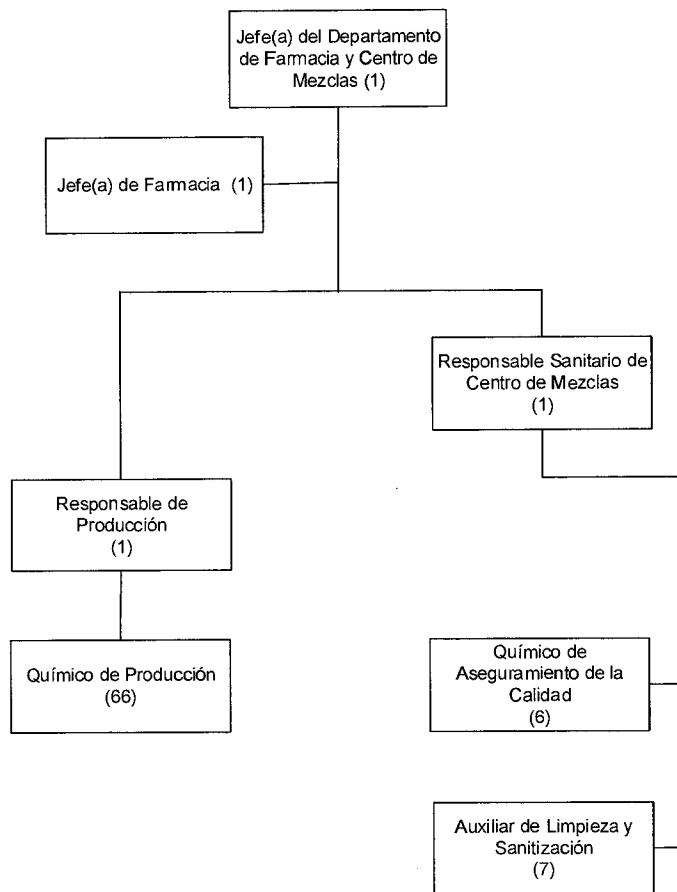 Jefe(a) del Departamento
de Farmacia y Centro de
Mezclas (1)
Jefe(a) de Farmacia (1)
Responsable Sanitario de
Centro de Mezclas
(1)
Responsable de
Producción
(1)
Químico de Producción
(66)
Químico de
Aseguramiento de la
Calidad
(6)
Auxiliar de Limpieza y
Sanitización
(7)